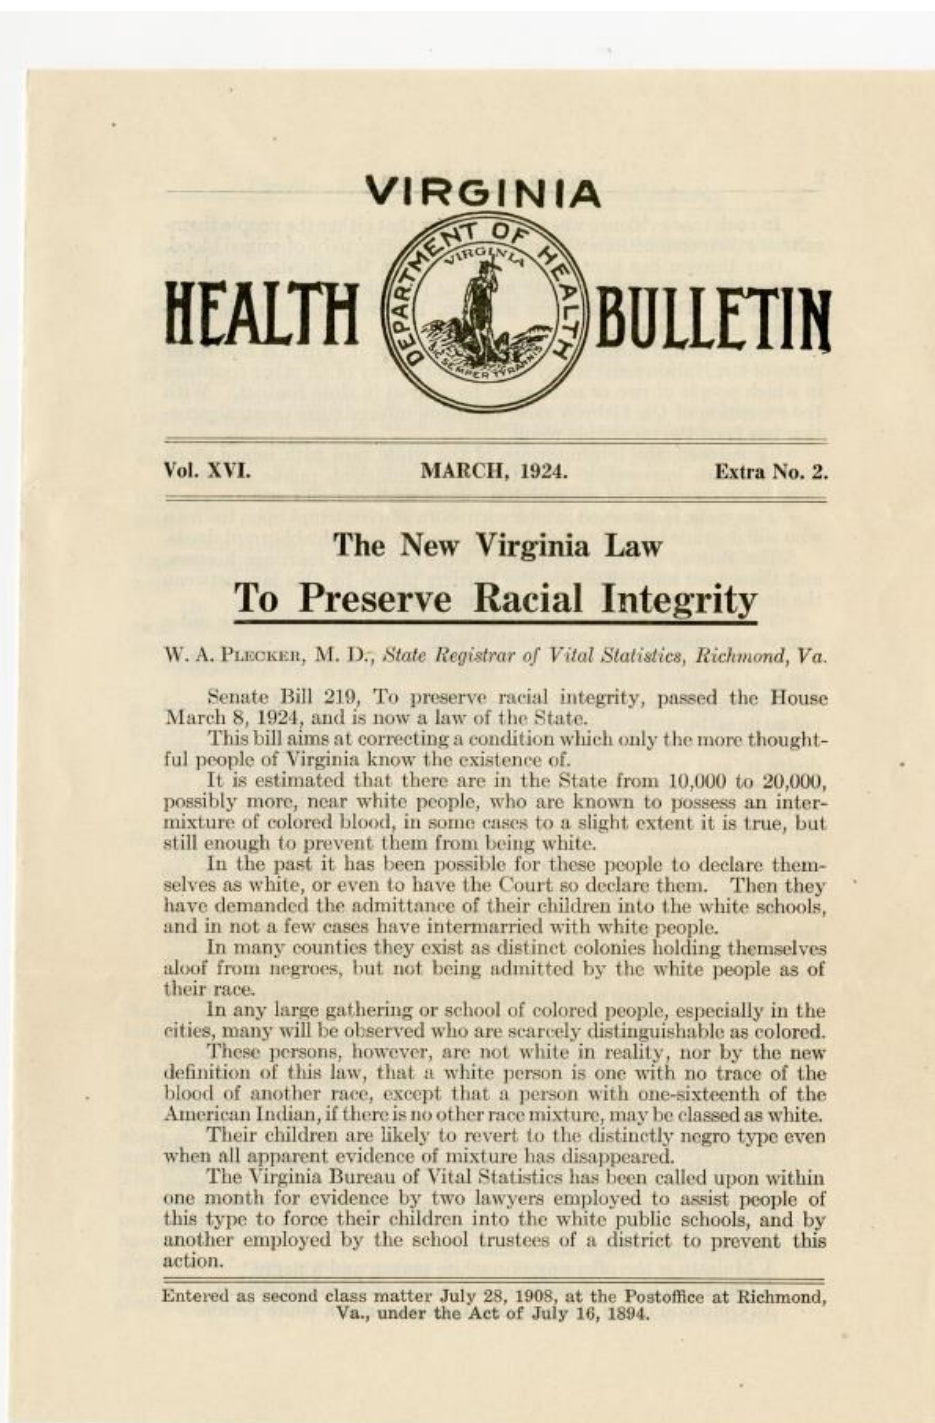 VIRGINIA
HEALTH BULLETIN
DEPARTMENT OF HEALTH
VIRGINIA
SIC SEMPER TYRANNIS
Vol. XVI. MARCH, 1924. Extra No. 2.
The New Virginia Law
To Preserve Racial Integrity
W. A. PLECKER, M. D., State Registrar of Vital Statistics, Richmond, Va.
Senate Bill 219, To preserve racial integrity, passed the House
March 8, 1924, and is now a law of the State.
This bill aims at correcting a condition which only the more thought-
ful people of Virginia know the existence of.
It is estimated that there are in the State from 10,000 to 20,000,
possibly more, near white people, who are known to possess an inter-
mixture of colored blood, in some cases to a slight extent it is true, but
still enough to prevent them from being white.
In the past it has been possible for these people to declare them-
selves as white, or even to have the Court so declare them. Then they
have demanded the admittance of their children into the white schools,
and in not a few cases have intermarried with white people.
In many counties they exist as distinct colonies holding themselves
aloof from negroes, but not being admitted by the white people as of
their race.
In any large gathering or school of colored people, especially in the
cities, many will be observed who are scarcely distinguishable as colored.
These persons, however, are not white in reality, nor by the new
definition of this law, that a white person is one with no trace of the
blood of another race, except that a person with one-sixteenth of the
American Indian, if there is no other race mixture, may be classed as white.
Their children are likely to revert to the distinctly negro type even
when all apparent evidence of mixture has disappeared.
The Virginia Bureau of Vital Statistics has been called upon within
one month for evidence by two lawyers employed to assist people of
this type to force their children into the white public schools, and by
another employed by the school trustees of a district to prevent this
action.
Entered as second class matter July 28, 1908, at the Postoffice at Richmond,
Va., under the Act of July 16, 1894.